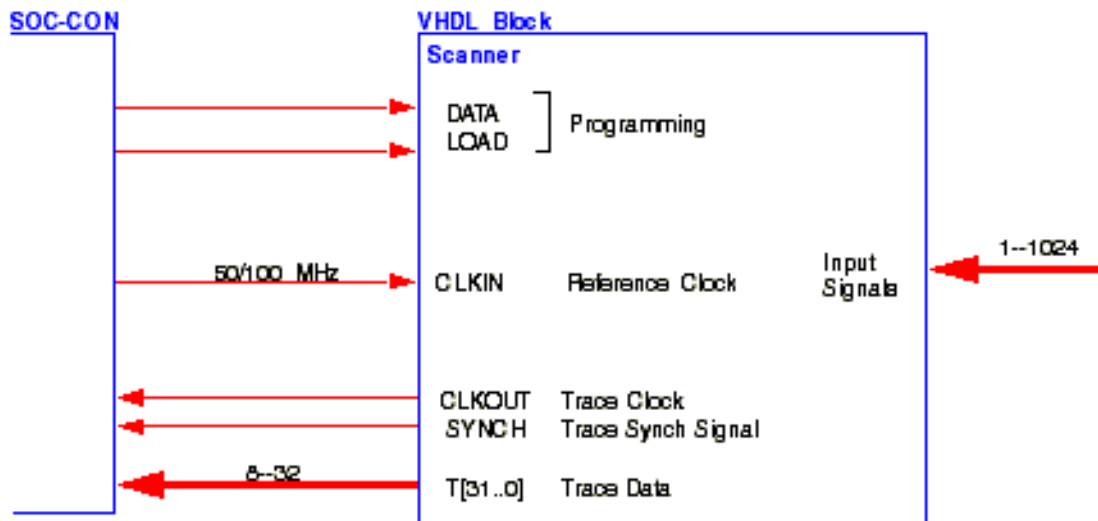 SOC-CON
VHDL Block
Scanner
DATA
LOAD
Programming
50/100 MHz
CLKIN
Reference Clock
Input
Signals
1--1024
CLKOUT
Trace Clock
SYNCH
Trace Synch Signal
8--32
T[31..0]
Trace Data